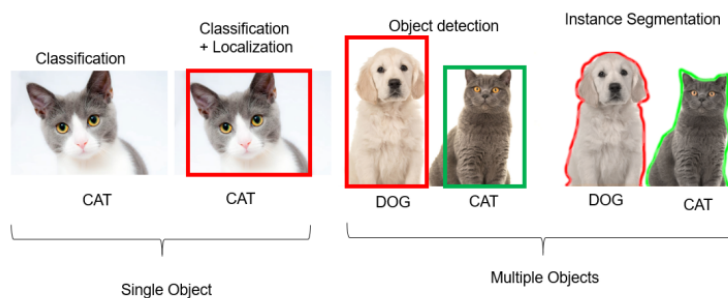 Classification
Classification
+ Localization
Object detection
Instance Segmentation
CAT
CAT
DOG
CAT
DOG
CAT
Single Object
Multiple Objects